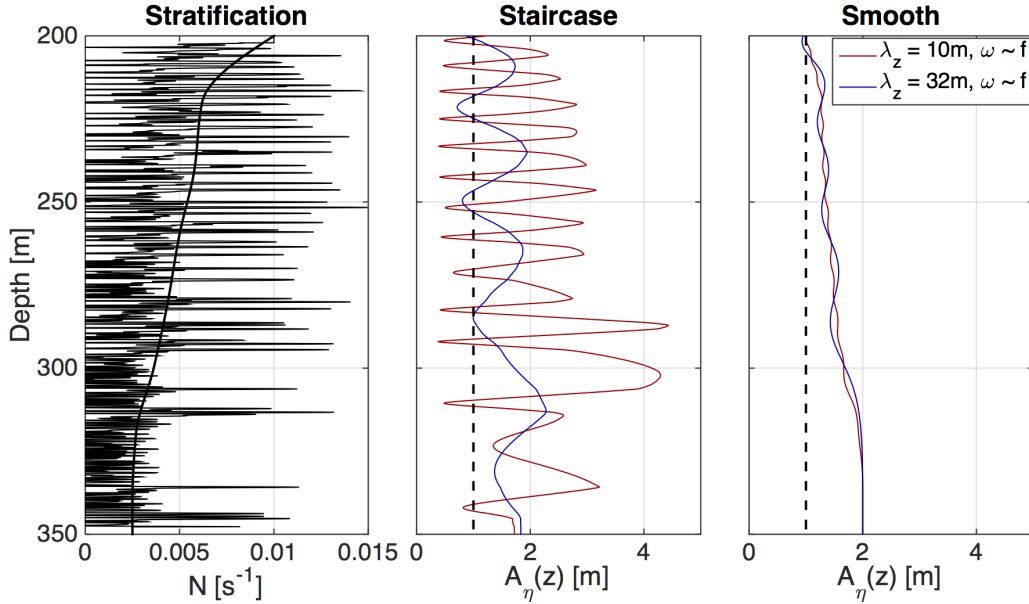 Stratification
Staircase
Smooth
200
250
300
350
Depth [m]
0
0.005
0.01
0.015
N [s⁻¹]
0
2
4
A_η(z) [m]
0
2
4
A_η(z) [m]
λ_z = 10m, ω ~ f
λ_z = 32m, ω ~ f